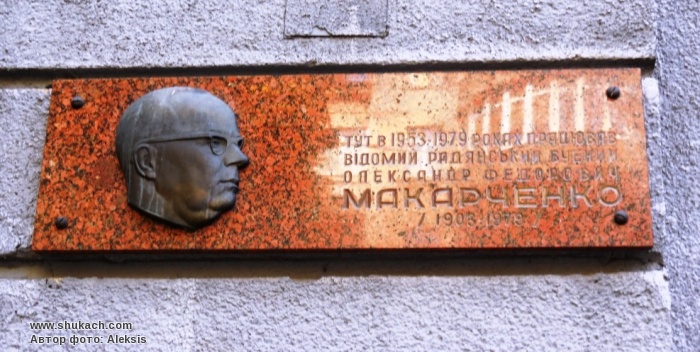 ТУТ В 1953-1979 РОКАХ ПРАЦЮВАВ
ВІДОМИЙ РАДЯНСЬКИЙ ВЧЕНИЙ
ОЛЕКСАНДР ФЕДОРОВИЧ
МАКАРЧЕНКО
/ 1903-1979 /
www.shukach.com
Автор фото: Aleksis